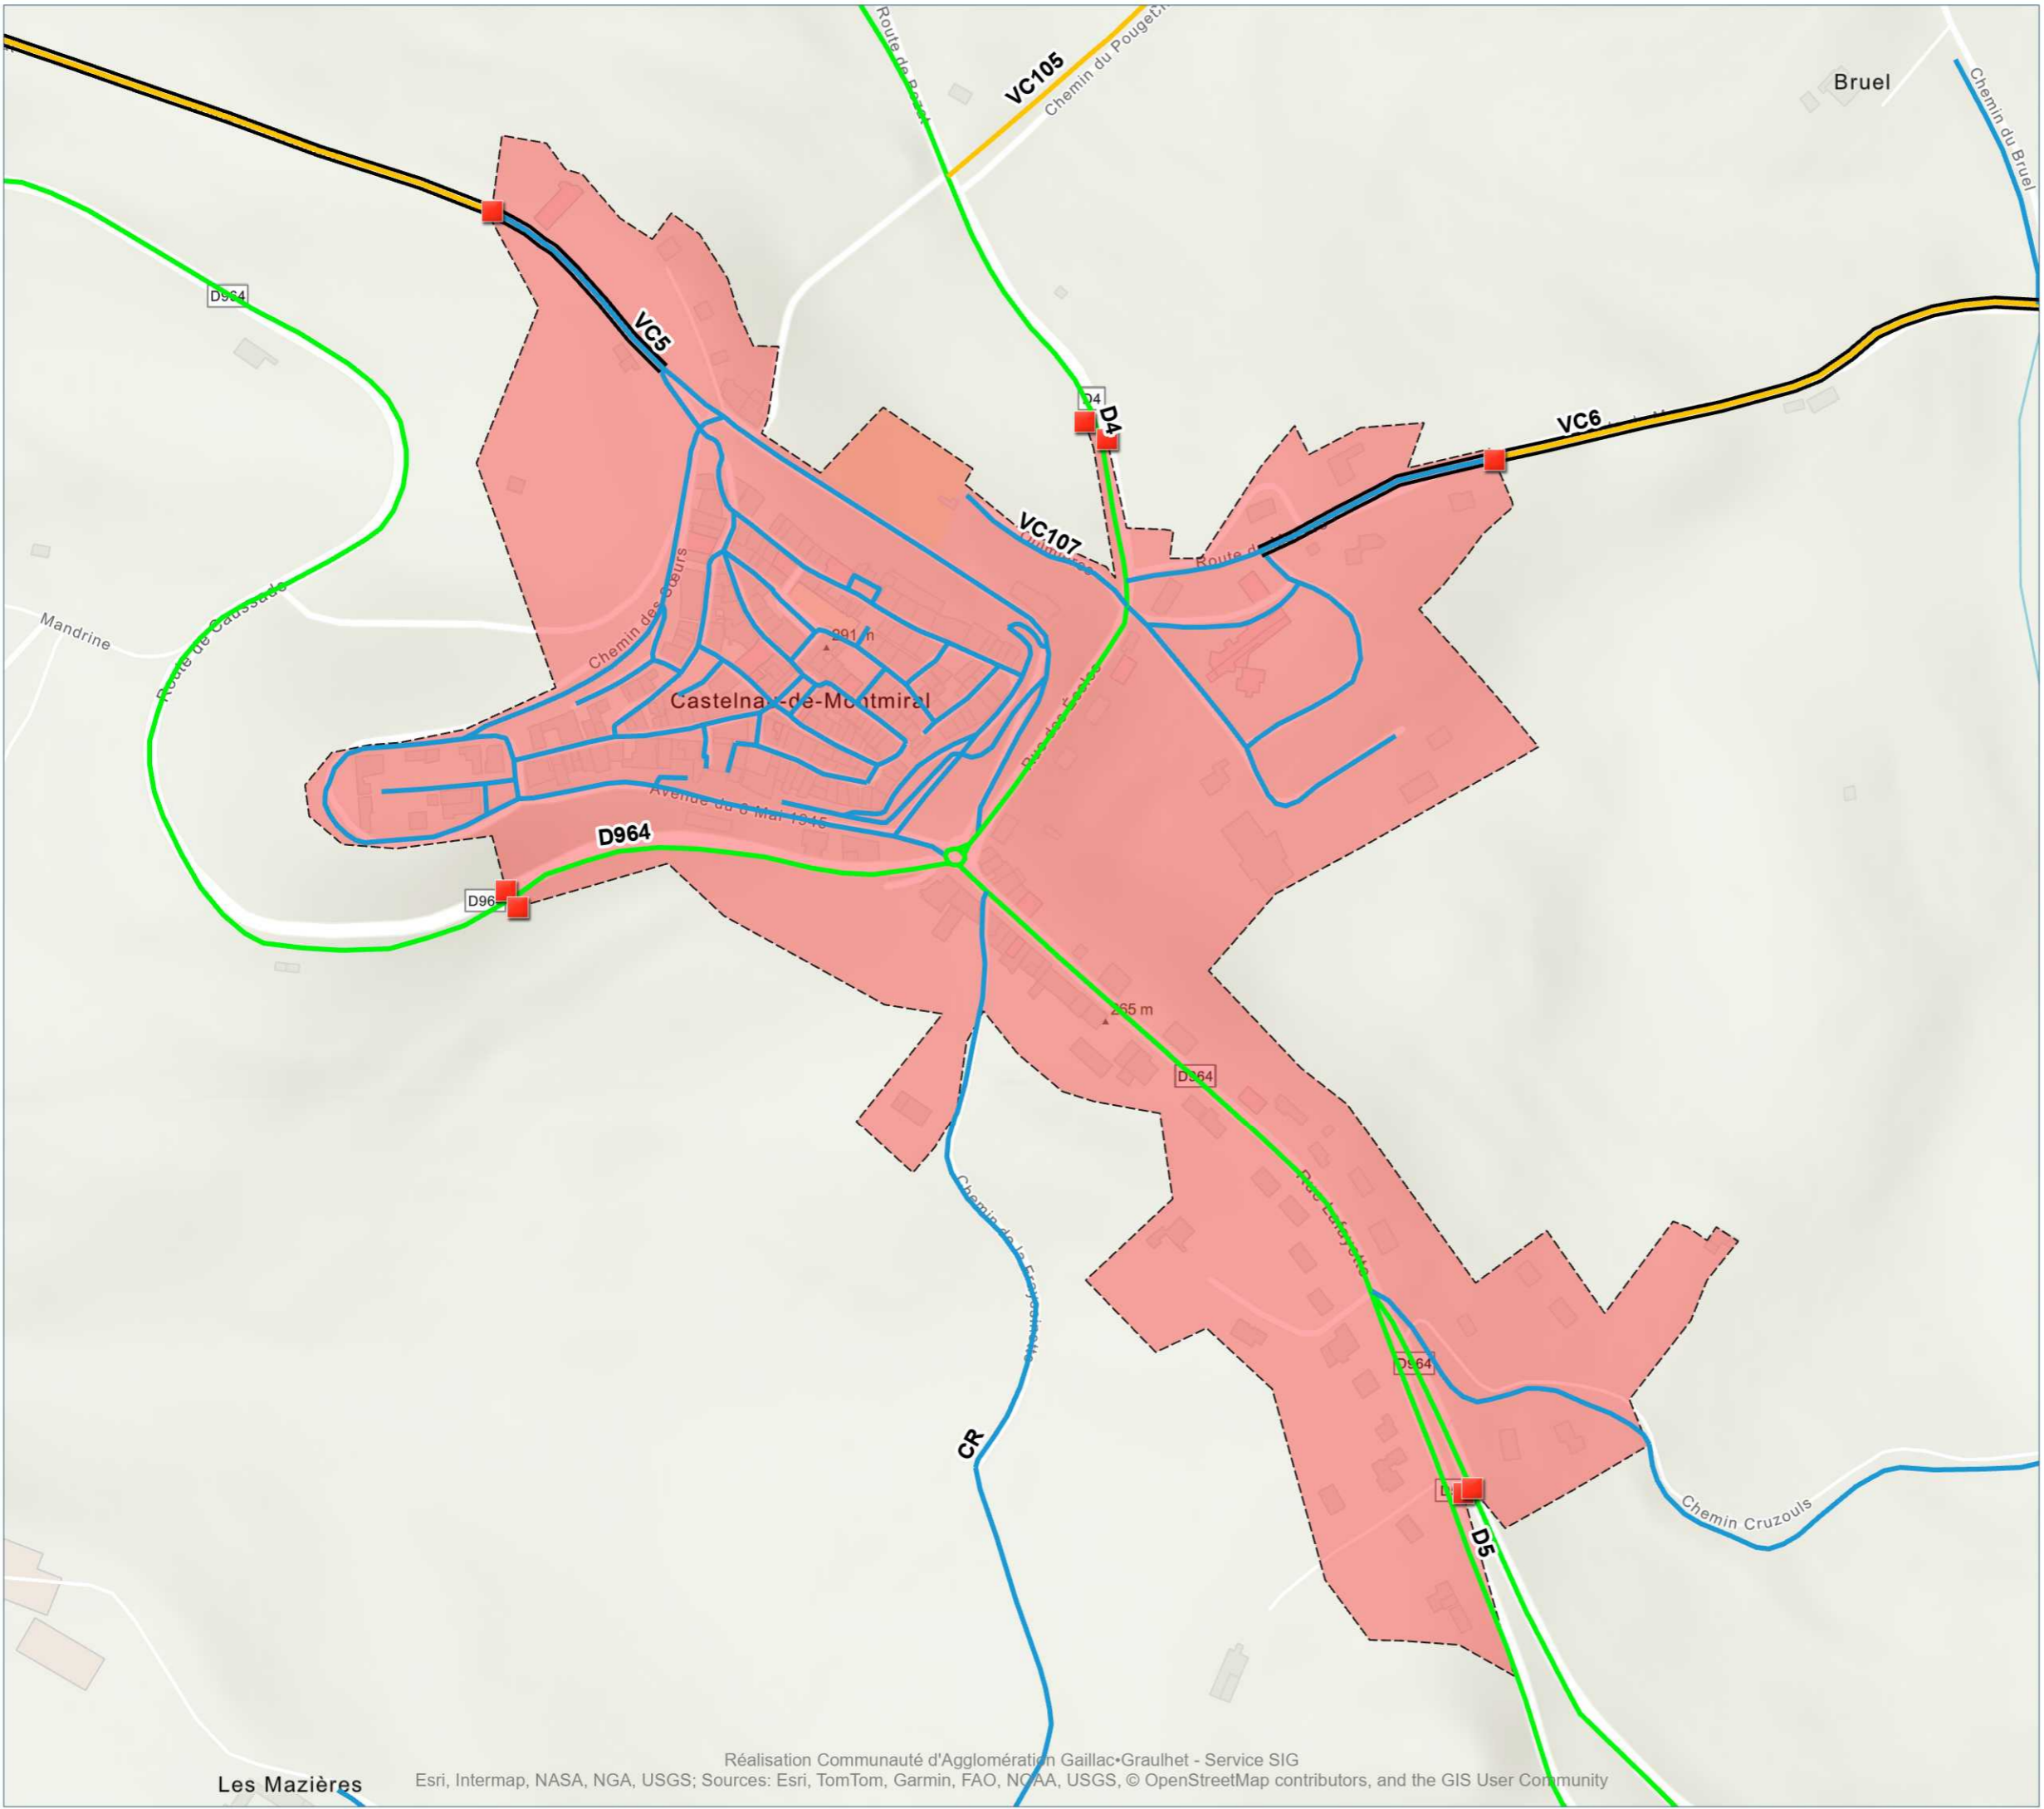 Route de Rozet
VC105
Chemin du Pouget
Bruel
Chemin du Bruel
D964
VC5
D4
D4
VC6
VC107
Route de
Mandrine
Route de Caussade
Chemin des Sœurs
291 m
Castelnau-de-Montmiral
Rue des Écoles
Avenue du 8 Mai 1945
D964
D96
265 m
D964
Chemin de la Frayssinette
Rue Lafayette
D964
CR
D5
Chemin Cruzouls
Les Mazières
Réalisation Communauté d'Agglomération Gaillac•Graulhet - Service SIG
Esri, Intermap, NASA, NGA, USGS; Sources: Esri, TomTom, Garmin, FAO, NOAA, USGS, © OpenStreetMap contributors, and the GIS User Community